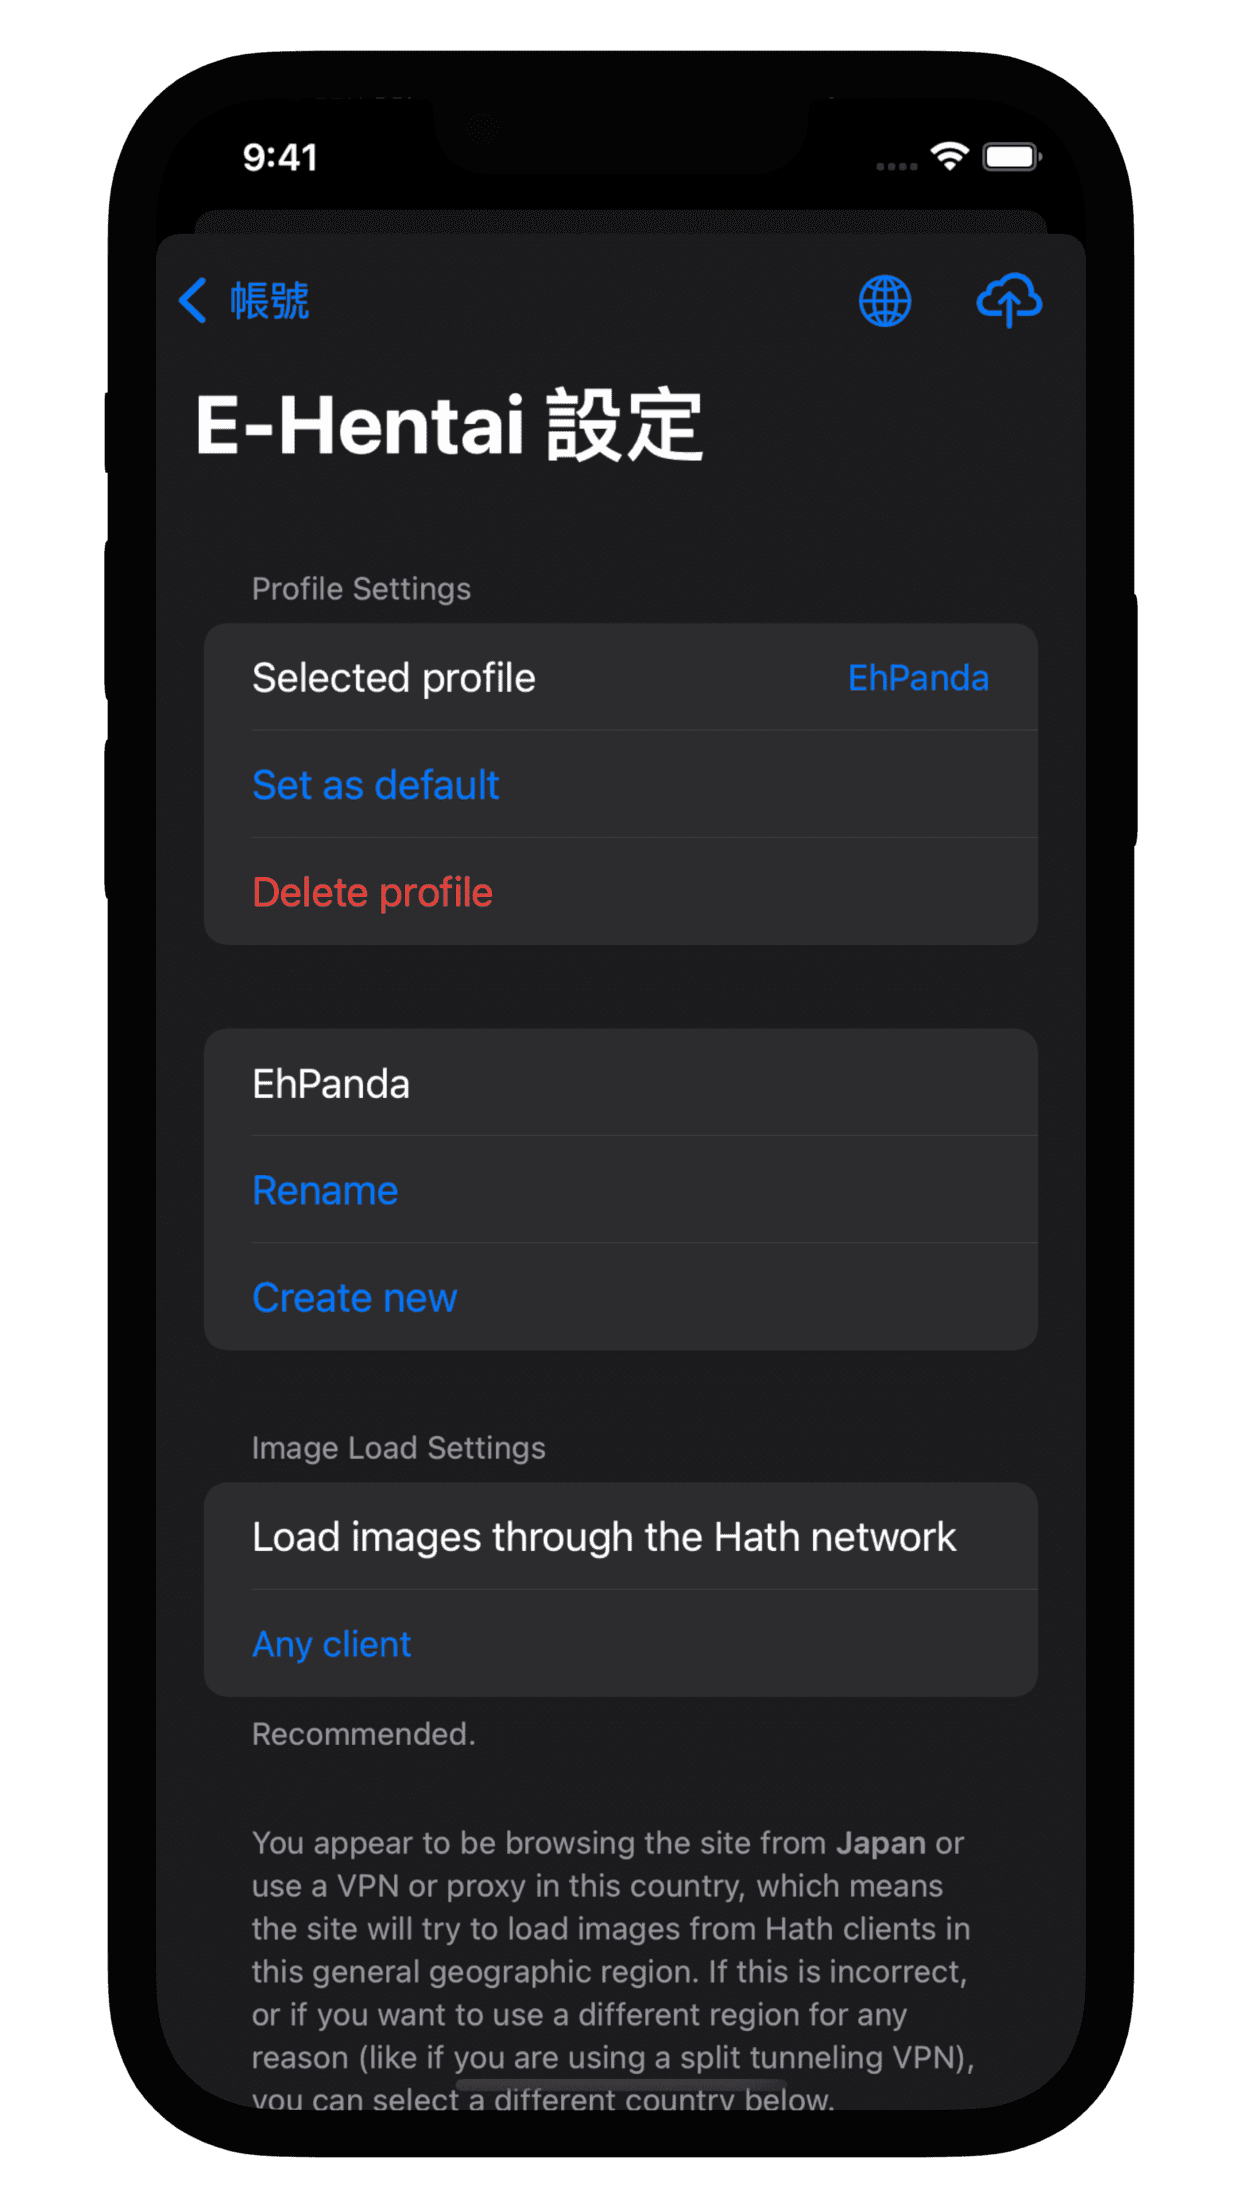 9:41
帳號
E-Hentai 設定
Profile Settings
Selected profile EhPanda
Set as default
Delete profile
EhPanda
Rename
Create new
Image Load Settings
Load images through the Hath network
Any client
Recommended.
You appear to be browsing the site from Japan or
use a VPN or proxy in this country, which means
the site will try to load images from Hath clients in
this general geographic region. If this is incorrect,
or if you want to use a different region for any
reason (like if you are using a split tunneling VPN),
you can select a different country below.